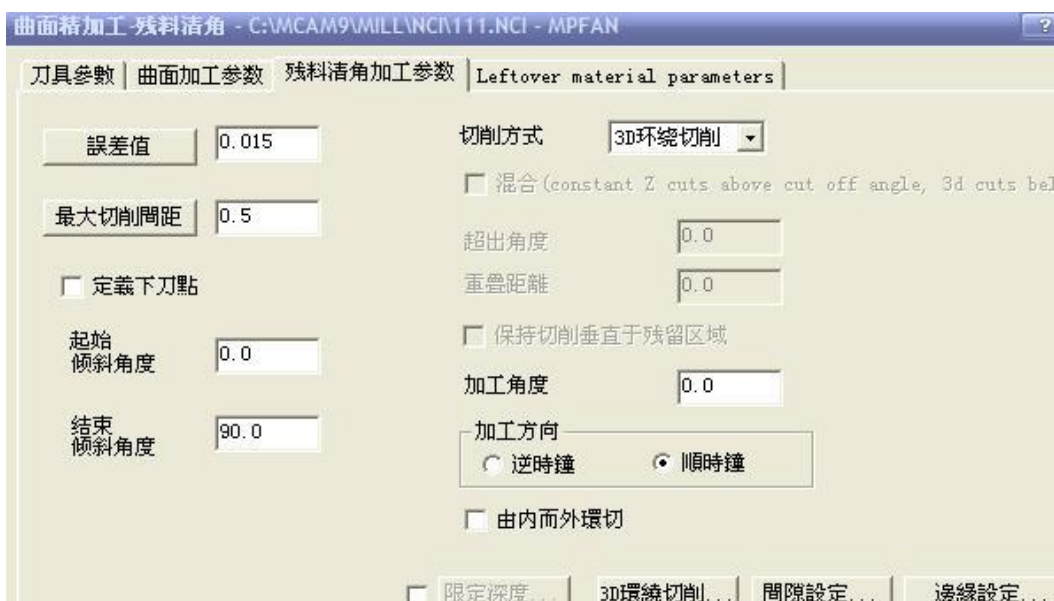 曲面精加工-残料清角 - C:\MCAM9\MILL\NCI\111.NCI - MPFAN
刀具參數 曲面加工参数 残料清角加工参数 Leftover material parameters
誤差值 0.015
切削方式 3D环绕切削
混合(constant Z cuts above cut off angle, 3d cuts bel
最大切削間距 0.5
超出角度 0.0
定義下刀點
重疊距離 0.0
保持切削垂直于残留区域
起始
倾斜角度 0.0
加工角度 0.0
结束
倾斜角度 90.0
加工方向
逆時鐘 順時鐘
由内而外環切
限定深度... 3D環繞切削... 間隙設定... 邊緣設定...